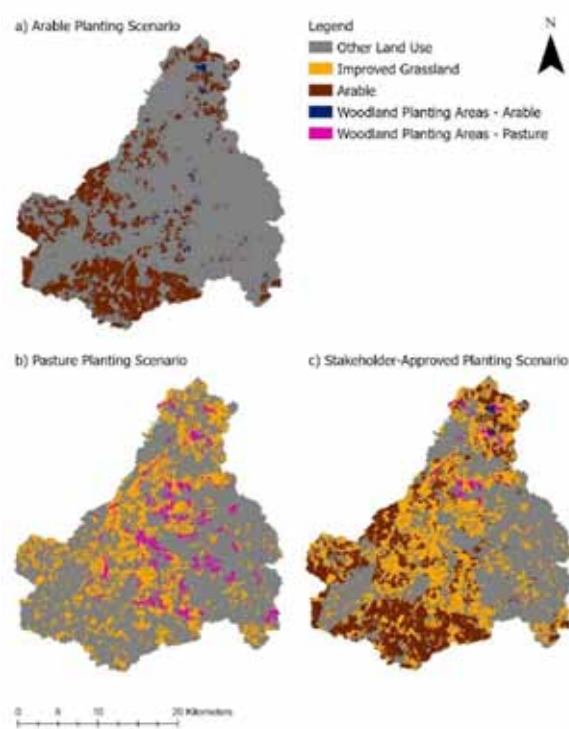 a) Arable Planting Scenario
Legend
Other Land Use
Improved Grassland
Arable
Woodland Planting Areas - Arable
Woodland Planting Areas - Pasture
N
b) Pasture Planting Scenario
c) Stakeholder-Approved Planting Scenario
0 5 10 20 Kilometers